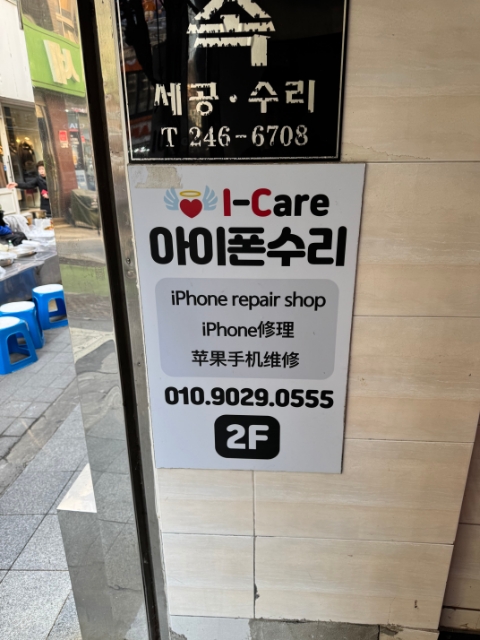 세공·수리
T 246-6708
I-Care
아이폰수리
iPhone repair shop
iPhone修理
苹果手机维修
010.9029.0555
2F